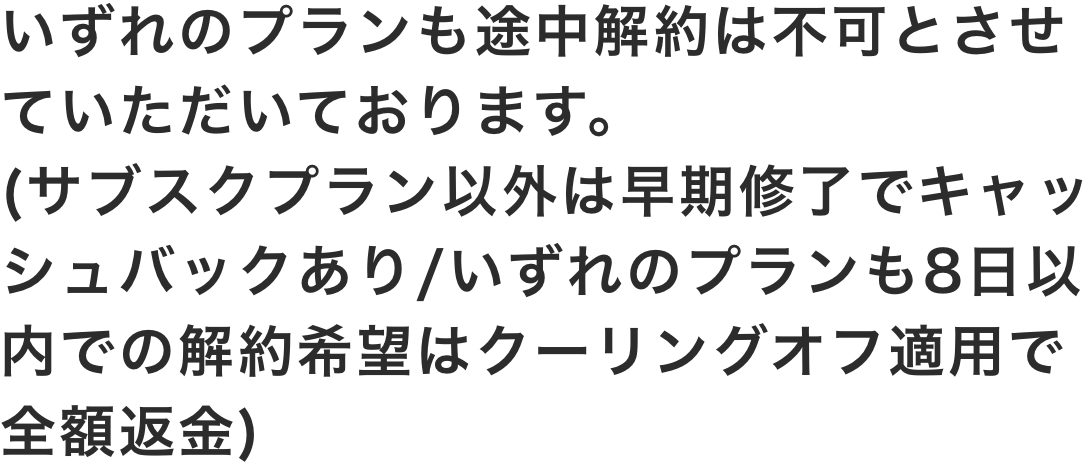 いずれのプランも途中解約は不可とさせ
ていただいております。
(サブスクプラン以外は早期修了でキャッ
シュバックあり/いずれのプランも8日以
内での解約希望はクーリングオフ適用で
全額返金)